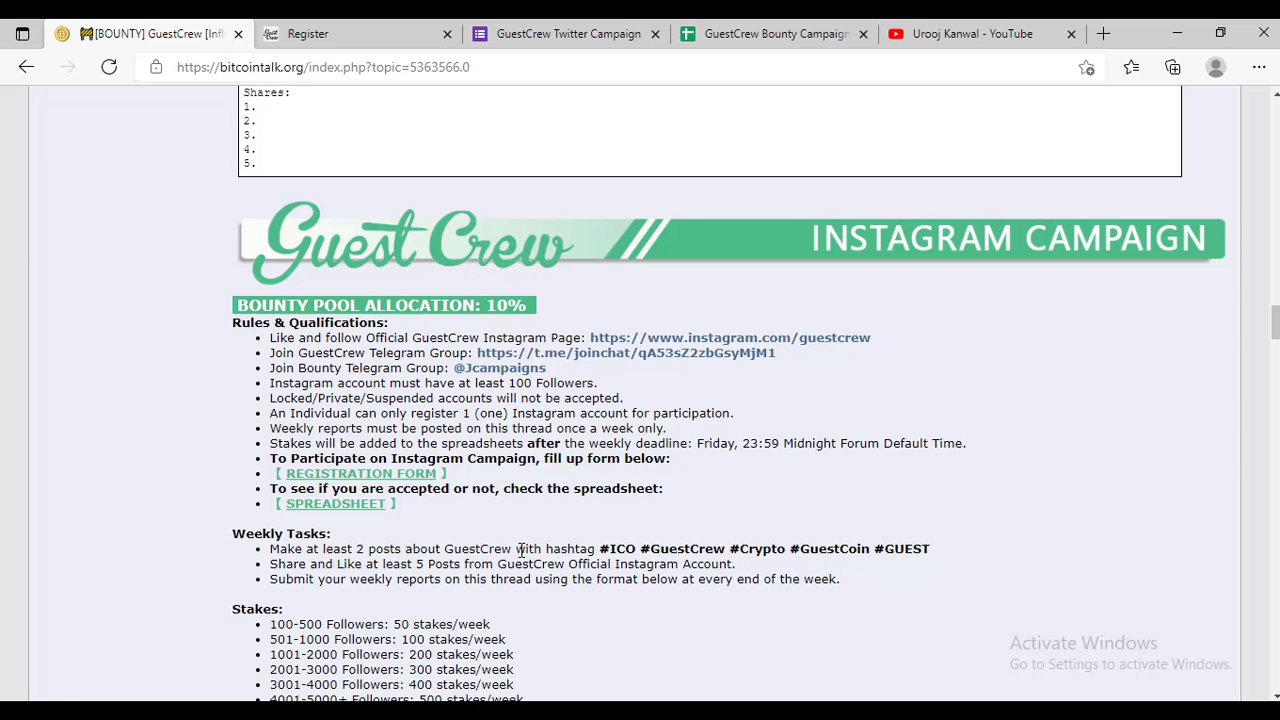 [BOUNTY] GuestCrew [Infl
Register
GuestCrew Twitter Campaign
GuestCrew Bounty Campaign
Urooj Kanwal - YouTube
https://bitcointalk.org/index.php?topic=5363566.0
Shares:
1.
2.
3.
4.
5.
Guest Crew INSTAGRAM CAMPAIGN
BOUNTY POOL ALLOCATION: 10%
Rules & Qualifications:
• Like and follow Official GuestCrew Instagram Page: https://www.instagram.com/guestcrew
• Join GuestCrew Telegram Group: https://t.me/joinchat/qA53sZ2zbGsyMjM1
• Join Bounty Telegram Group: @Jcampaigns
• Instagram account must have at least 100 Followers.
• Locked/Private/Suspended accounts will not be accepted.
• An Individual can only register 1 (one) Instagram account for participation.
• Weekly reports must be posted on this thread once a week only.
• Stakes will be added to the spreadsheets after the weekly deadline: Friday, 23:59 Midnight Forum Default Time.
• To Participate on Instagram Campaign, fill up form below:
• 【 REGISTRATION FORM 】
• To see if you are accepted or not, check the spreadsheet:
• 【 SPREADSHEET 】
Weekly Tasks:
• Make at least 2 posts about GuestCrew with hashtag #ICO #GuestCrew #Crypto #GuestCoin #GUEST
• Share and Like at least 5 Posts from GuestCrew Official Instagram Account.
• Submit your weekly reports on this thread using the format below at every end of the week.
Stakes:
• 100-500 Followers: 50 stakes/week
• 501-1000 Followers: 100 stakes/week
• 1001-2000 Followers: 200 stakes/week
• 2001-3000 Followers: 300 stakes/week
• 3001-4000 Followers: 400 stakes/week
• 4001-5000+ Followers: 500 stakes/week
Activate Windows
Go to Settings to activate Windows.